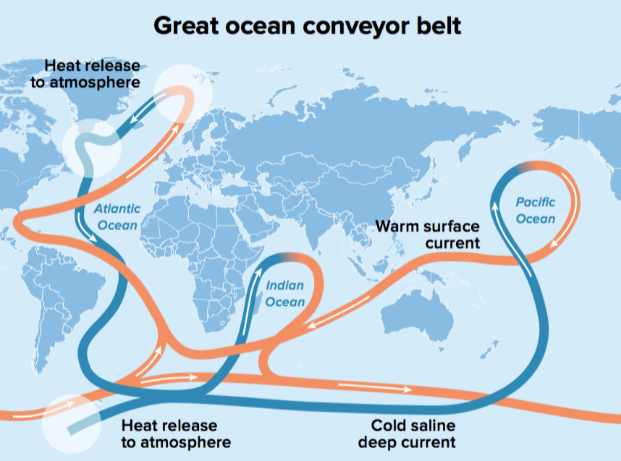 Great ocean conveyor belt
Heat release
to atmosphere
Atlantic
Ocean
Pacific
Ocean
Warm surface
current
Indian
Ocean
Heat release
to atmosphere
Cold saline
deep current